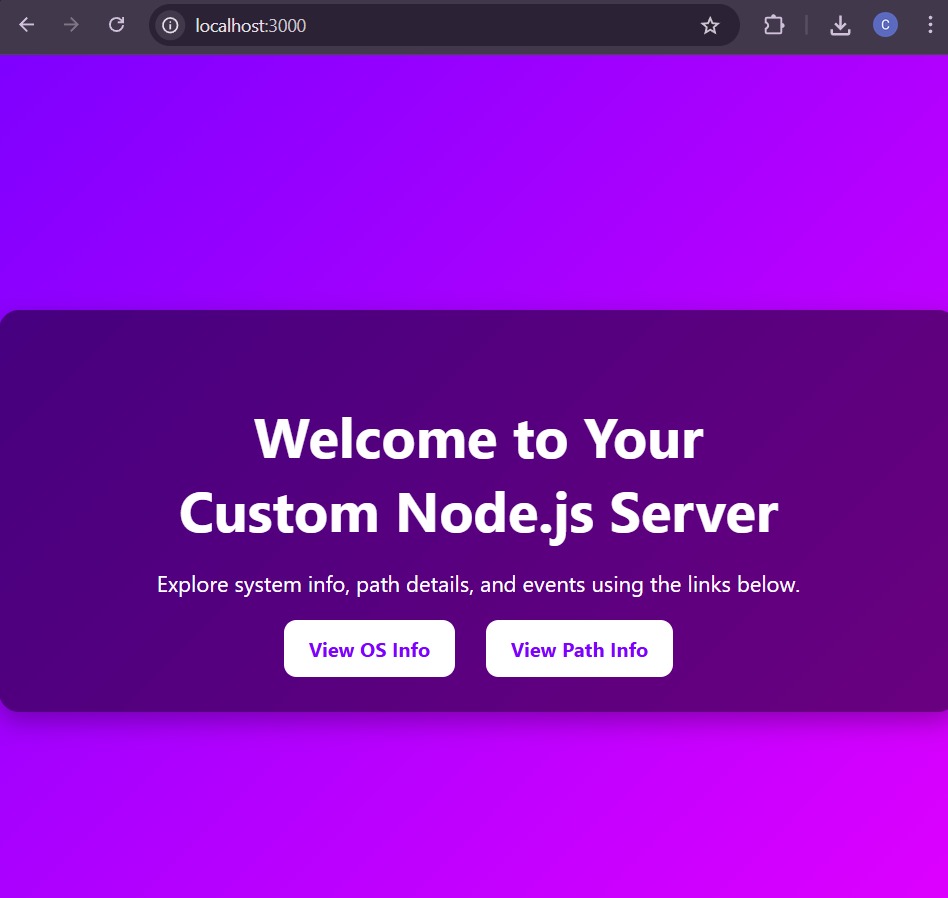 localhost:3000
C
Welcome to Your
Custom Node.js Server
Explore system info, path details, and events using the links below.
View OS Info
View Path Info